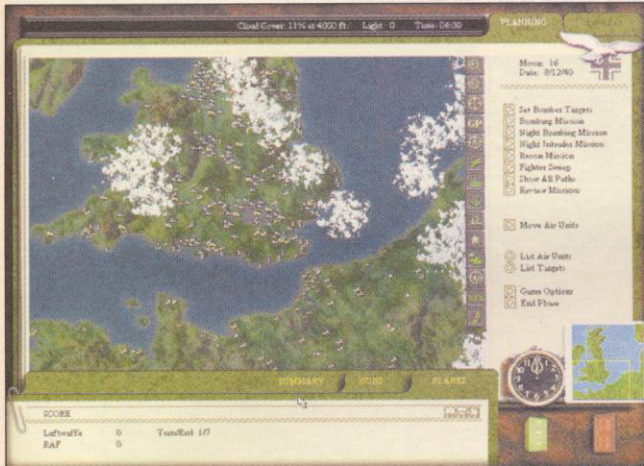 Cloud Cover: 11% at 4000 ft. Light: 0 Time: 04:30
PLANNING
Moon: 16
Date: 8/12/40
Set Bomber Targets
Bombing Mission
Night Bombing Mission
Night Intruder Mission
Recon Mission
Fighter Sweep
Show All Paths
Review Missions
Move Air Units
List Air Units
List Targets
Game Options
End Phase
SUMMARY
PLANES
SCORE
Luftwaffe 0 Turn/End 1/7
RAF 0